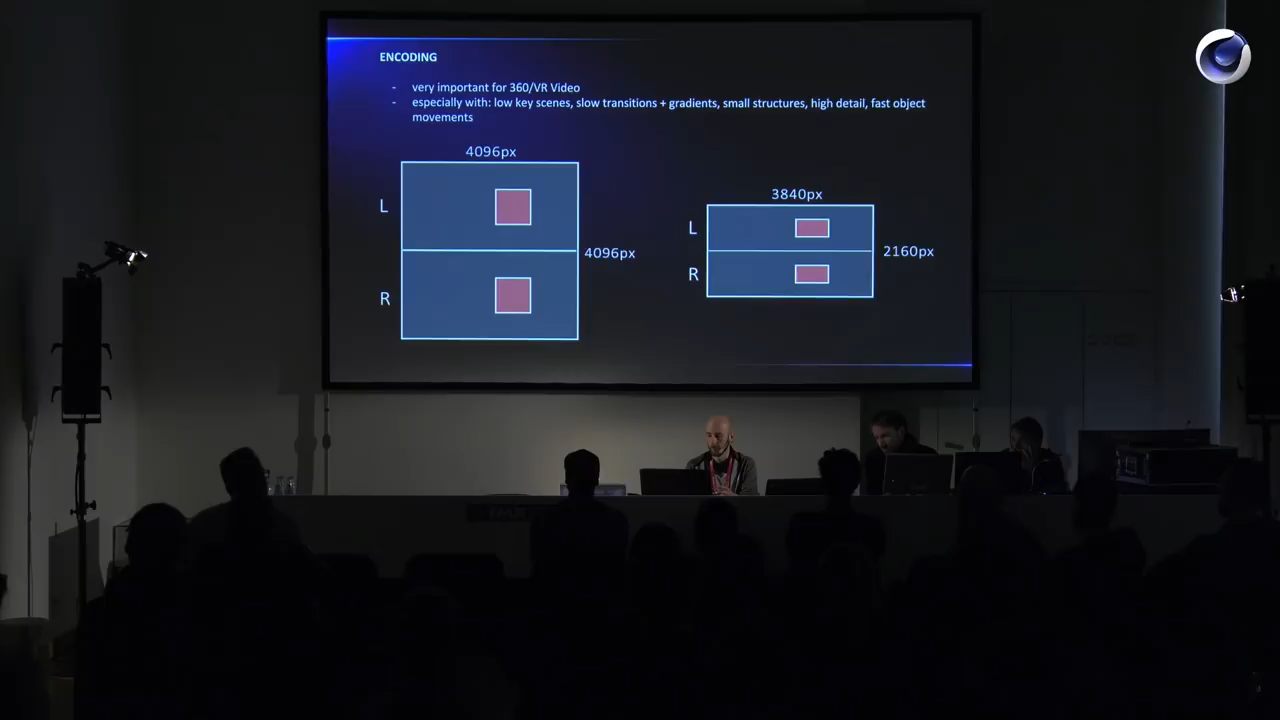 ENCODING
- very important for 360/VR Video
- especially with: low key scenes, slow transitions + gradients, small structures, high detail, fast object
movements
4096px
L
R
4096px
3840px
L
R
2160px